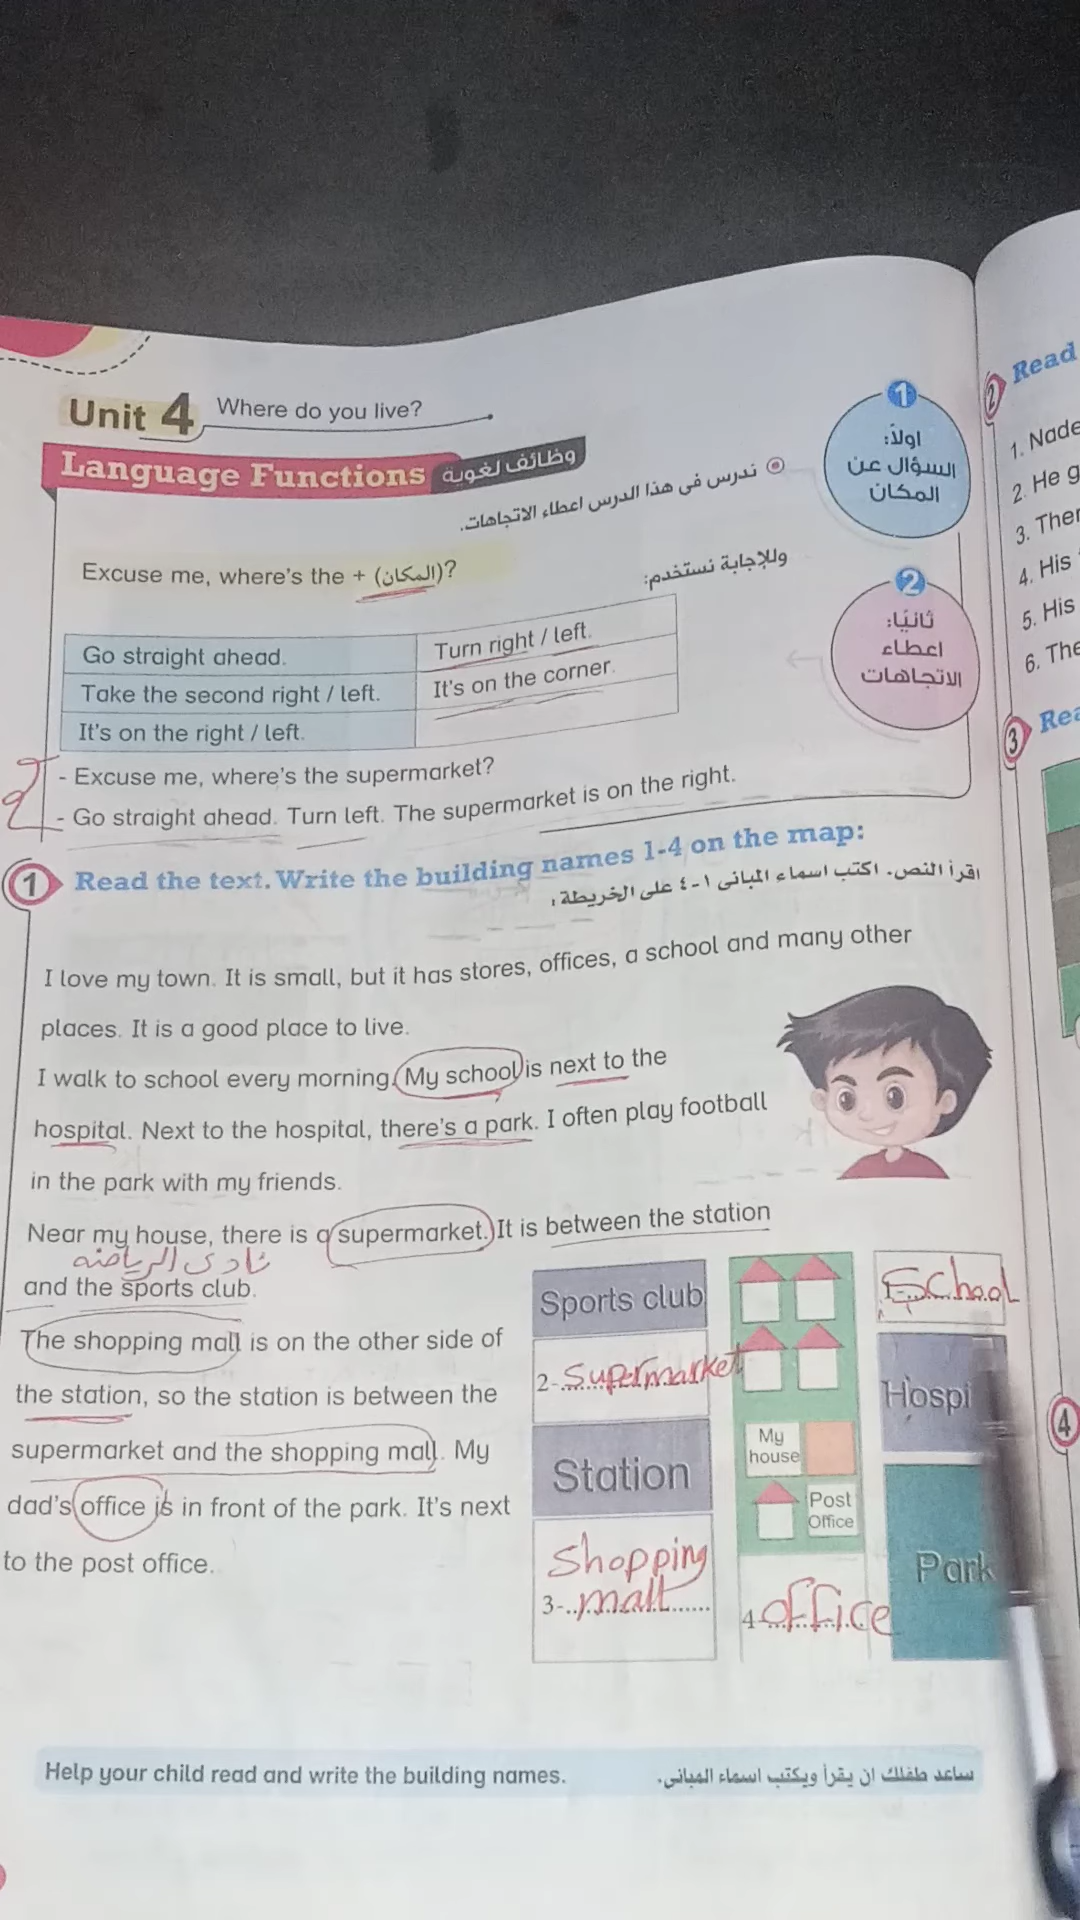 Unit 4 Where do you live?
Language Functions وظائف لغوية
ندرس فى هذا الدرس اعطاء الاتجاهات.
1
اولاً:
السؤال عن
المكان
Excuse me, where's the + (المكان)?
وللإجابة نستخدم:
2
ثانيًا:
اعطاء
الاتجاهات
Go straight ahead. Turn right / left.
Take the second right / left. It's on the corner.
It's on the right / left.
- Excuse me, where's the supermarket?
- Go straight ahead. Turn left. The supermarket is on the right.
1 Read the text. Write the building names 1-4 on the map:
اقرأ النص. اكتب اسماء المبانى ١-٤ على الخريطة:
I love my town. It is small, but it has stores, offices, a school and many other
places. It is a good place to live.
I walk to school every morning. My school is next to the
hospital. Next to the hospital, there's a park. I often play football
in the park with my friends.
Near my house, there is a supermarket. It is between the station
نادى الرياضه
and the sports club.
The shopping mall is on the other side of
the station, so the station is between the
supermarket and the shopping mall. My
dad's office is in front of the park. It's next
to the post office.
Sports club
2- Supermarket
Station
Shopping
3- mall
My
house
Post
Office
4 office
School
Hospi
Park
Help your child read and write the building names.
ساعد طفلك ان يقرأ ويكتب اسماء المبانى.
2 Read
1. Nade
2. He g
3. Ther
4. His
5. His
6. The
3 Rea
4